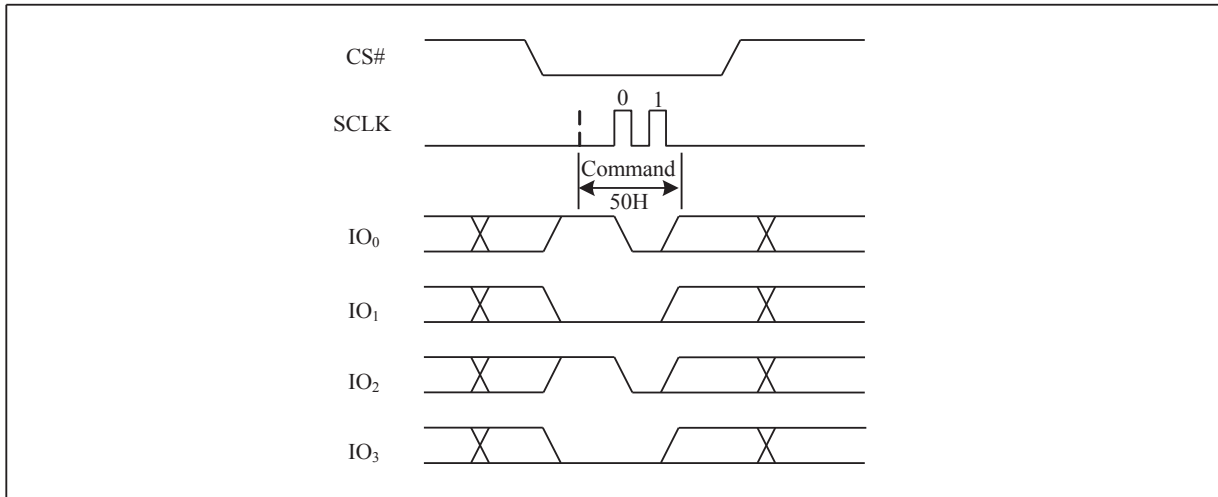 CS#
0 1
SCLK
Command
50H
IO0
IO1
IO2
IO3